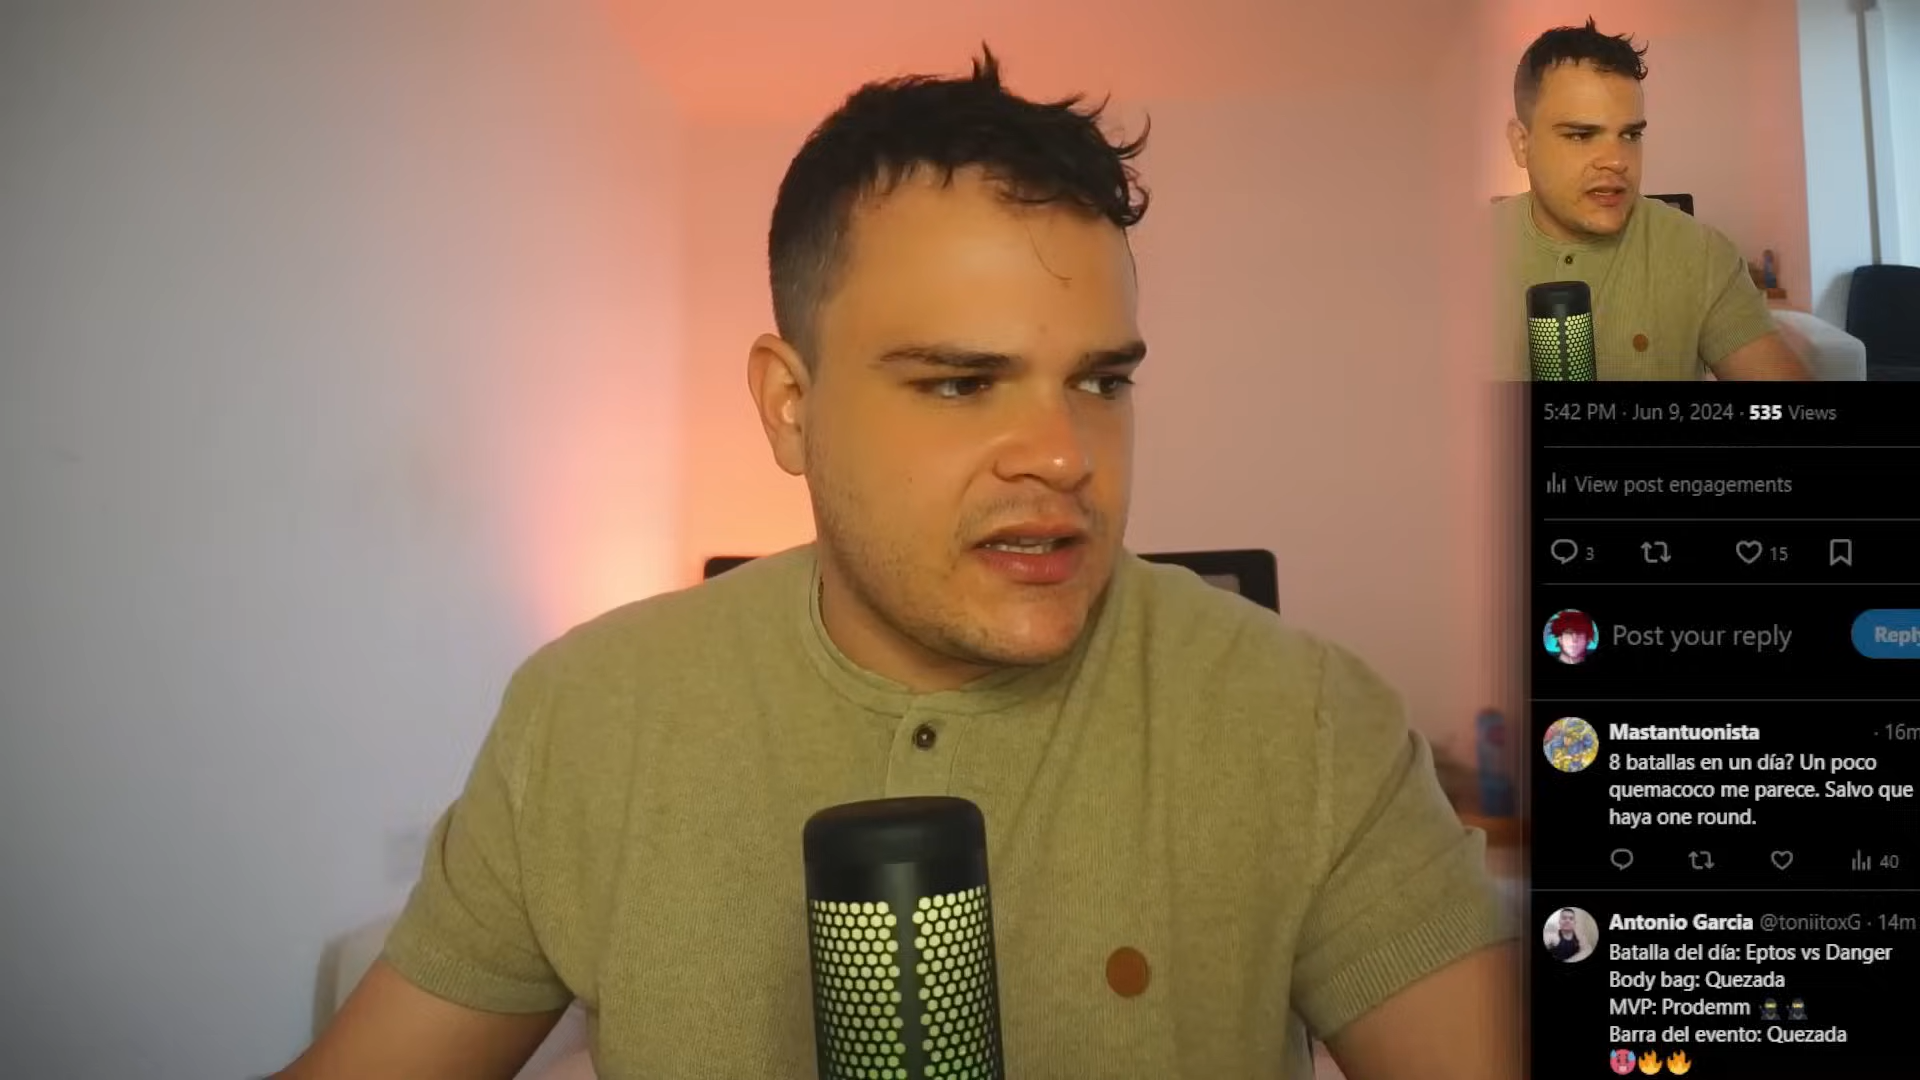 5:42 PM · Jun 9, 2024 · 535 Views
View post engagements
3 15
Post your reply
Reply
Mastantuonista · 16m
8 batallas en un día? Un poco
quemacoco me parece. Salvo que
haya one round.
40
Antonio Garcia @toniitoxG · 14m
Batalla del día: Eptos vs Danger
Body bag: Quezada
MVP: Prodemm 🥷🥷
Barra del evento: Quezada
🥵🔥🔥